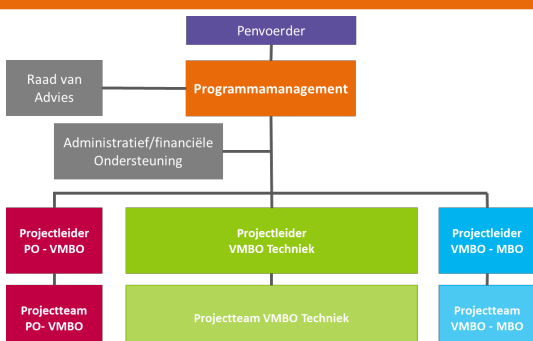 Penvoerder
Raad van
Advies
Programmamanagement
Administratief/financiële
Ondersteuning
Projectleider
PO - VMBO
Projectleider
VMBO Techniek
Projectleider
VMBO - MBO
Projectteam
PO- VMBO
Projectteam VMBO Techniek
Projectteam
VMBO - MBO